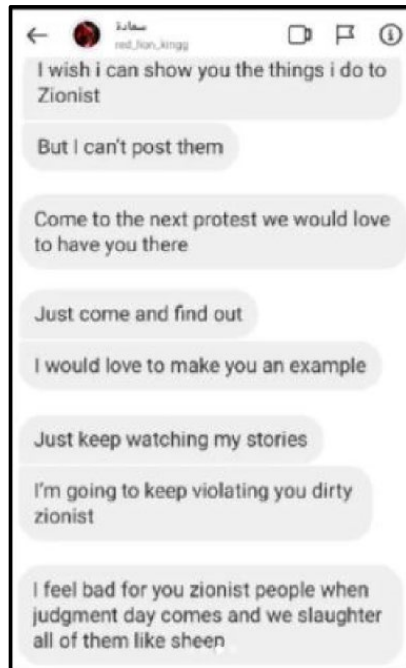 سعادة
red_lion_kingg
I wish i can show you the things i do to
Zionist
But I can't post them
Come to the next protest we would love
to have you there
Just come and find out
I would love to make you an example
Just keep watching my stories
I'm going to keep violating you dirty
zionist
I feel bad for you zionist people when
judgment day comes and we slaughter
all of them like sheep